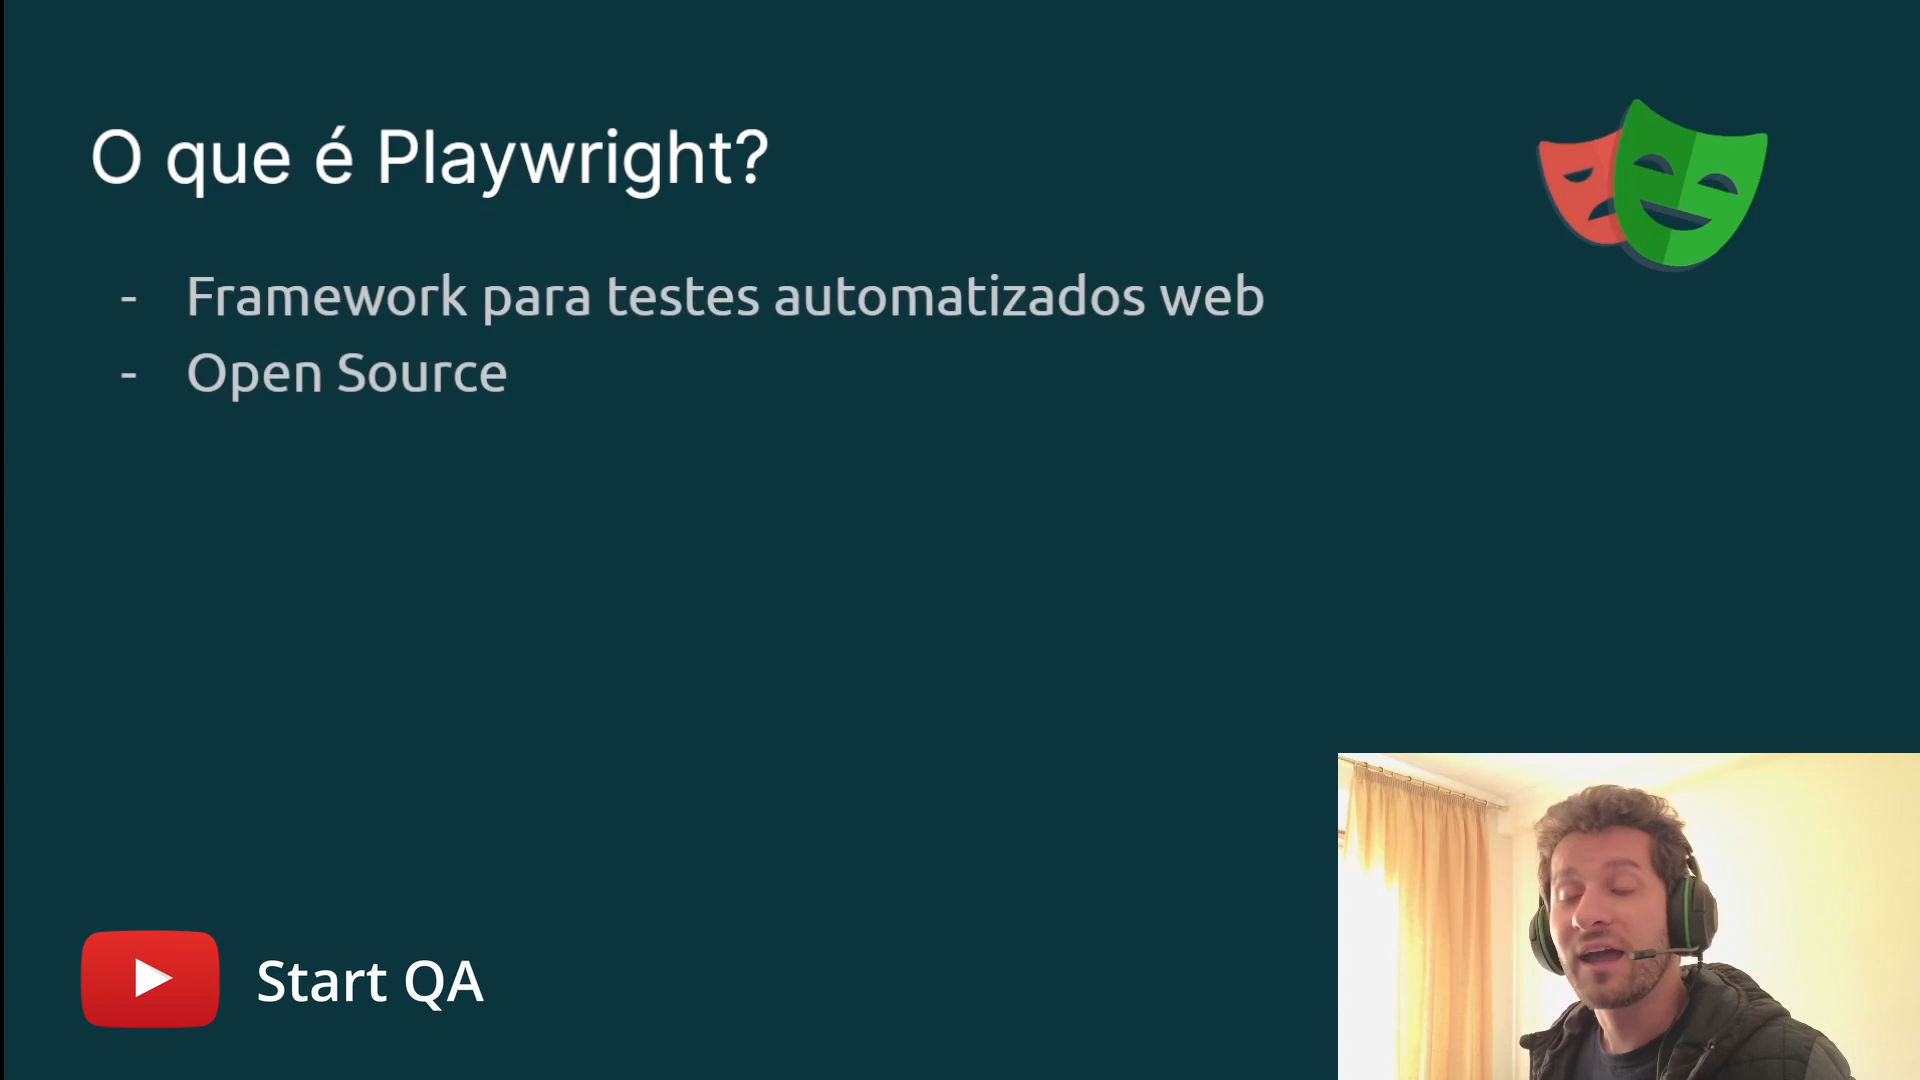 O que é Playwright?
- Framework para testes automatizados web
- Open Source
Start QA